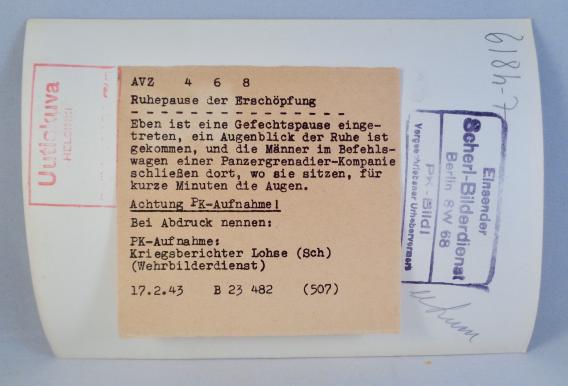 AVZ 4 6 8
Ruhepause der Erschöpfung
Eben ist eine Gefechtspause einge-
treten, ein Augenblick der Ruhe ist
gekommen, und die Männer im Befehls-
wagen einer Panzergrenadier-Kompanie
schließen dort, wo sie sitzen, für
kurze Minuten die Augen.
Achtung PK-Aufnahme!
Bei Abdruck nennen:
PK-Aufnahme:
Kriegsberichter Lohse (Sch)
(Wehrbilderdienst)
17.2.43 B 23 482 (507)
Uutiskuva
HELSINKI
Einsender
Scherl-Bilderdienst
Berlin SW 68
PK-Bild!
Vorgeschriebener Urhebervermerk